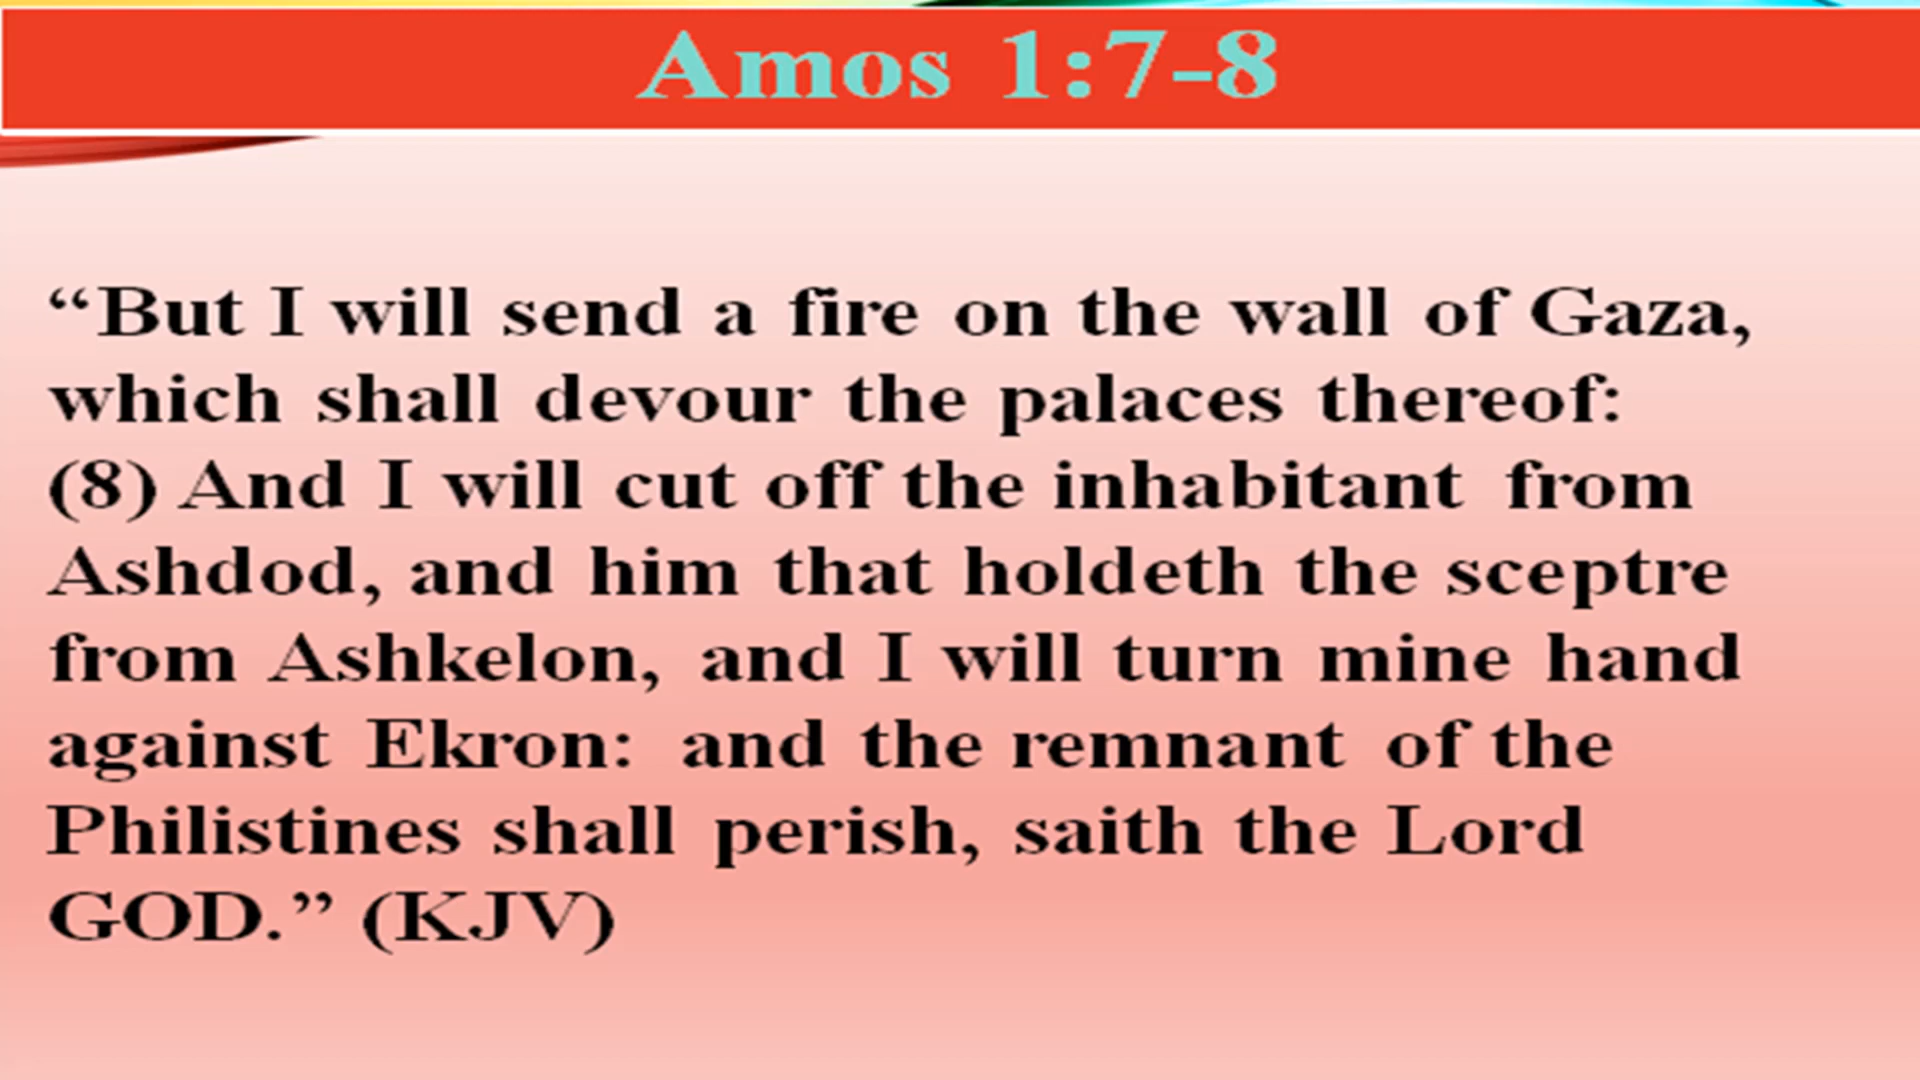 Amos 1:7-8
“But I will send a fire on the wall of Gaza,
which shall devour the palaces thereof:
(8) And I will cut off the inhabitant from
Ashdod, and him that holdeth the sceptre
from Ashkelon, and I will turn mine hand
against Ekron: and the remnant of the
Philistines shall perish, saith the Lord
GOD.” (KJV)